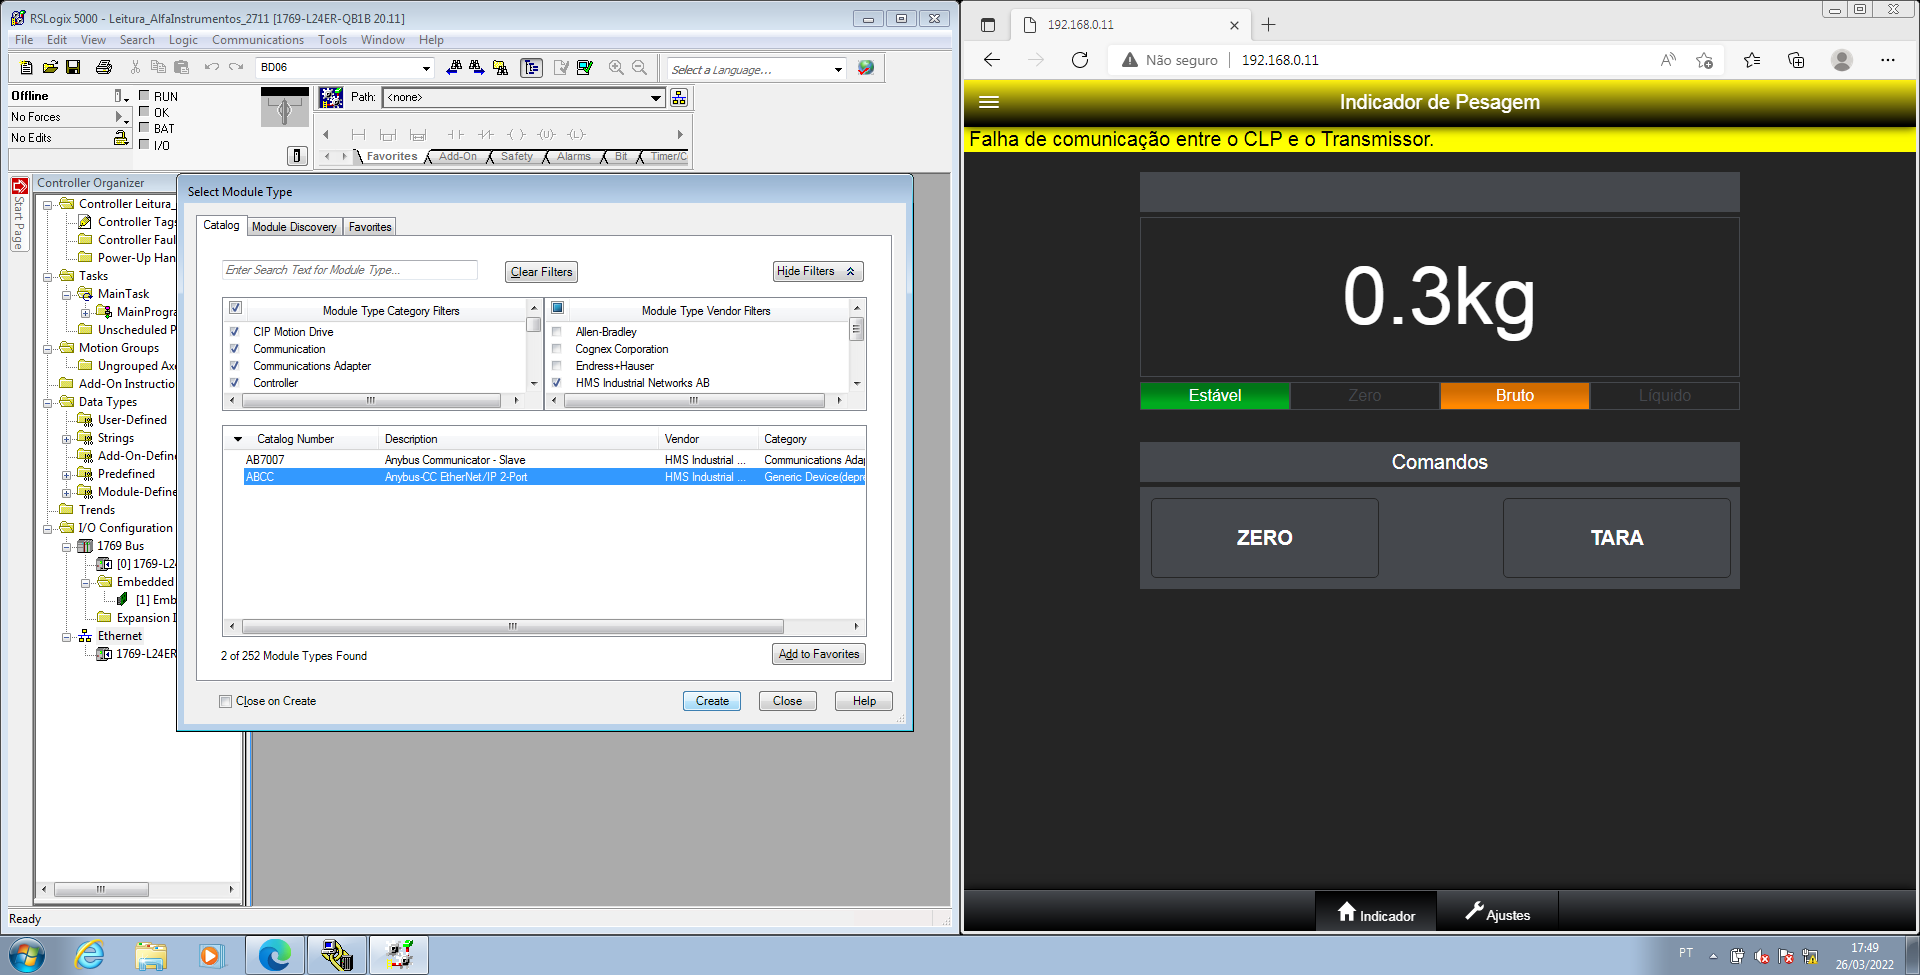 RSLogix 5000 - Leitura_AlfaInstrumentos_2711 [1769-L24ER-QB1B 20.11]
File Edit View Search Logic Communications Tools Window Help
BD06
Select a Language...
Offline
No Forces
No Edits
RUN
OK
BAT
I/O
Path: <none>
Favorites Add-On Safety Alarms Bit Timer/C
Start Page
Controller Organizer
Controller Leitura_
Controller Tags
Controller Faul
Power-Up Han
Tasks
MainTask
MainProgra
Unscheduled P
Motion Groups
Ungrouped Axe
Add-On Instructio
Data Types
User-Defined
Strings
Add-On-Define
Predefined
Module-Define
Trends
I/O Configuration
1769 Bus
[0] 1769-L24
Embedded
[1] Emb
Expansion I
Ethernet
1769-L24ER
Select Module Type
Catalog Module Discovery Favorites
Enter Search Text for Module Type...
Clear Filters
Hide Filters
Module Type Category Filters
CIP Motion Drive
Communication
Communications Adapter
Controller
Module Type Vendor Filters
Allen-Bradley
Cognex Corporation
Endress+Hauser
HMS Industrial Networks AB
Catalog Number Description Vendor Category
AB7007 Anybus Communicator - Slave HMS Industrial ... Communications Adap
ABCC Anybus-CC EtherNet/IP 2-Port HMS Industrial ... Generic Device(depre
2 of 252 Module Types Found
Add to Favorites
Close on Create
Create
Close
Help
Ready
192.168.0.11
Não seguro
192.168.0.11
Indicador de Pesagem
Falha de comunicação entre o CLP e o Transmissor.
0.3kg
Estável Zero Bruto Líquido
Comandos
ZERO TARA
Indicador Ajustes
PT
17:49
26/03/2022